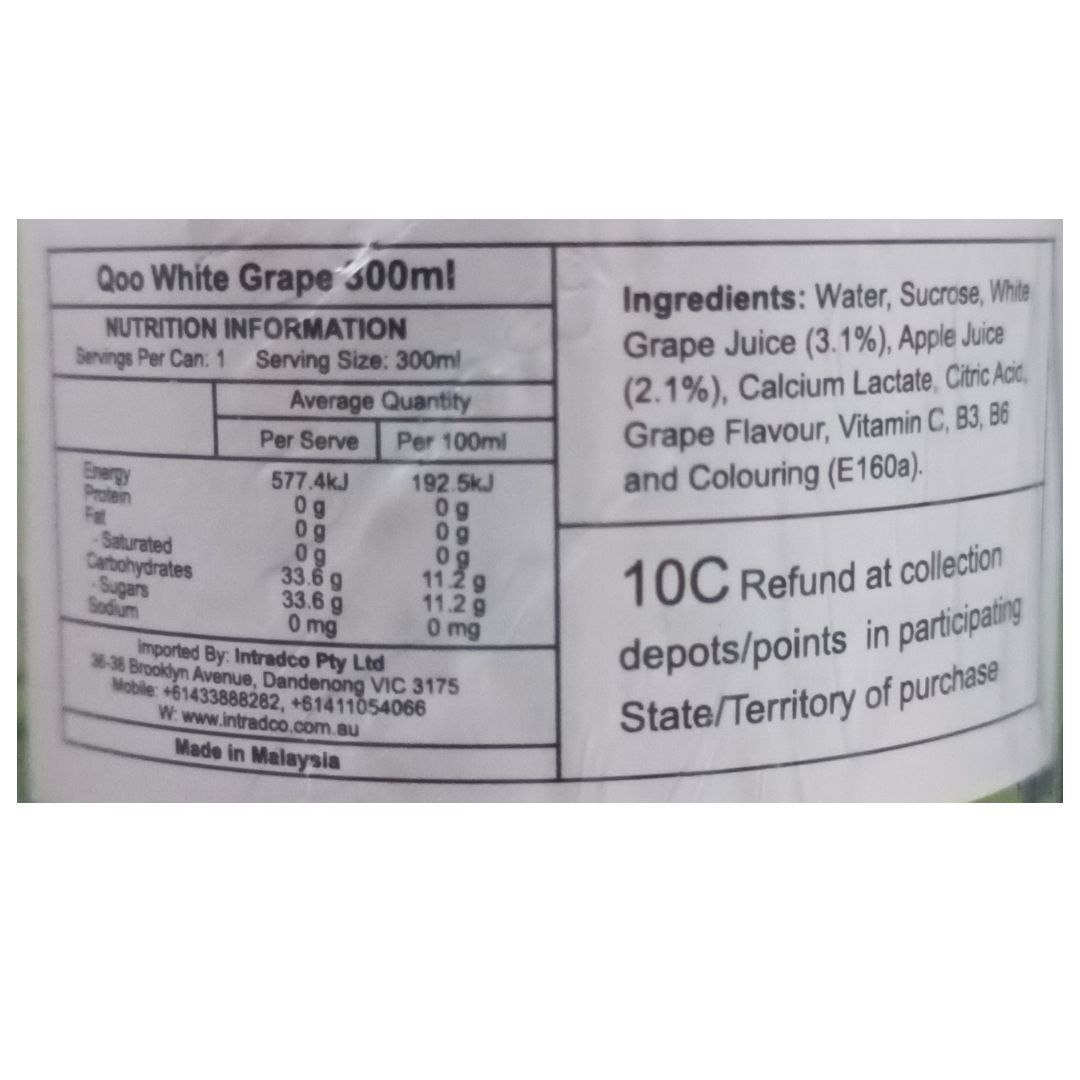 Qoo White Grape 300ml
NUTRITION INFORMATION
Servings Per Can: 1 Serving Size: 300ml
Average Quantity
Per Serve Per 100ml
Energy 577.4kJ 192.5kJ
Protein 0 g 0 g
Fat 0 g 0 g
- Saturated 0 g 0 g
Carbohydrates 33.6 g 11.2 g
- Sugars 33.6 g 11.2 g
Sodium 0 mg 0 mg
Imported By: Intradco Pty Ltd
36-38 Brooklyn Avenue, Dandenong VIC 3175
Mobile: +61433888282, +61411054066
W: www.intradco.com.au
Made in Malaysia
Ingredients: Water, Sucrose, White
Grape Juice (3.1%), Apple Juice
(2.1%), Calcium Lactate, Citric Acid,
Grape Flavour, Vitamin C, B3, B6
and Colouring (E160a).
10C Refund at collection
depots/points in participating
State/Territory of purchase